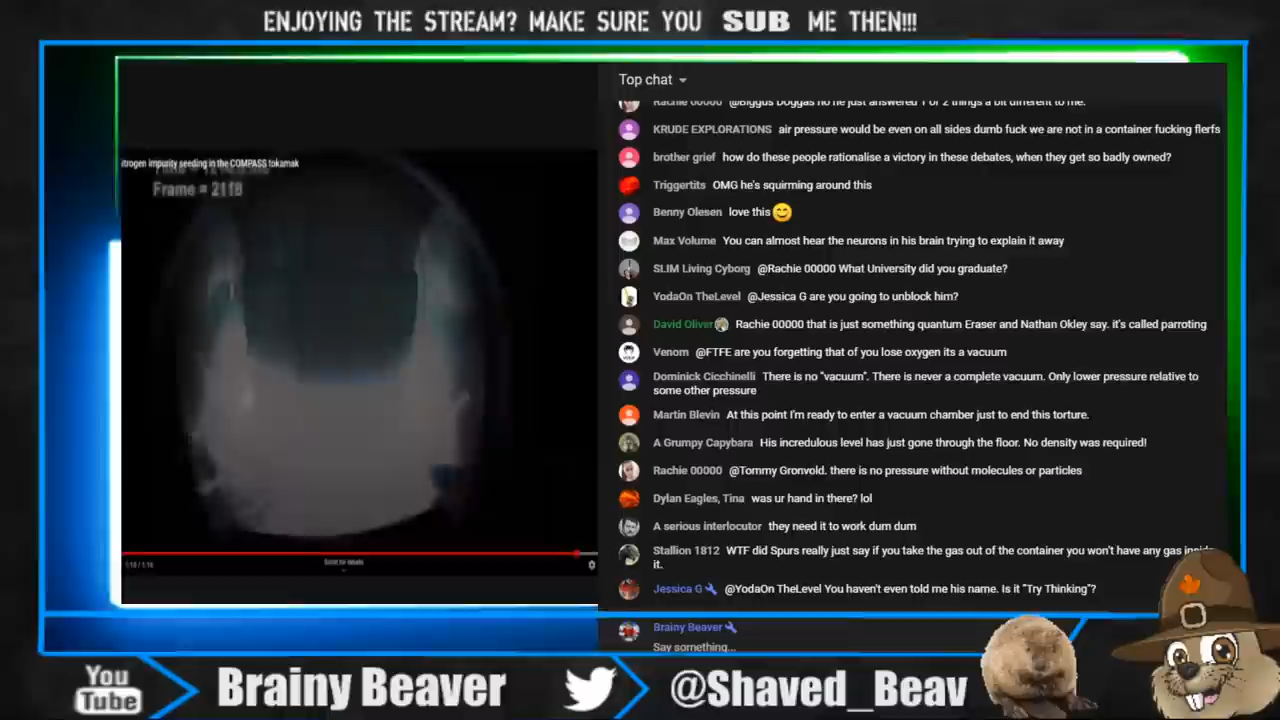 ENJOYING THE STREAM? MAKE SURE YOU SUB ME THEN!!!
Top chat
Rachie 00000 @Biggus Doggas no he just answered 1 or 2 things a bit different to me.
itrogen impurity seeding in the COMPASS tokamak
Frame = 2118
KRUDE EXPLORATIONS air pressure would be even on all sides dumb fuck we are not in a container fucking flerfs
brother grief how do these people rationalise a victory in these debates, when they get so badly owned?
Triggertits OMG he's squirming around this
Benny Olesen love this😊
Max Volume You can almost hear the neurons in his brain trying to explain it away
SLIM Living Cyborg @Rachie 00000 What University did you graduate?
YodaOn TheLevel @Jessica G are you going to unblock him?
David Oliver Rachie 00000 that is just something quantum Eraser and Nathan Okley say. it's called parroting
Venom @FTFE are you forgetting that of you lose oxygen its a vacuum
Dominick Cicchinelli There is no "vacuum". There is never a complete vacuum. Only lower pressure relative to
some other pressure
Martin Blevin At this point I'm ready to enter a vacuum chamber just to end this torture.
A Grumpy Capybara His incredulous level has just gone through the floor. No density was required!
Rachie 00000 @Tommy Gronvold. there is no pressure without molecules or particles
Dylan Eagles, Tina was ur hand in there? lol
A serious interlocutor they need it to work dum dum
Stallion 1812 WTF did Spurs really just say if you take the gas out of the container you won't have any gas inside
it.
Jessica G @YodaOn TheLevel You haven't even told me his name. Is it "Try Thinking"?
Brainy Beaver
Say something...
YouTube Brainy Beaver @Shaved_Beav